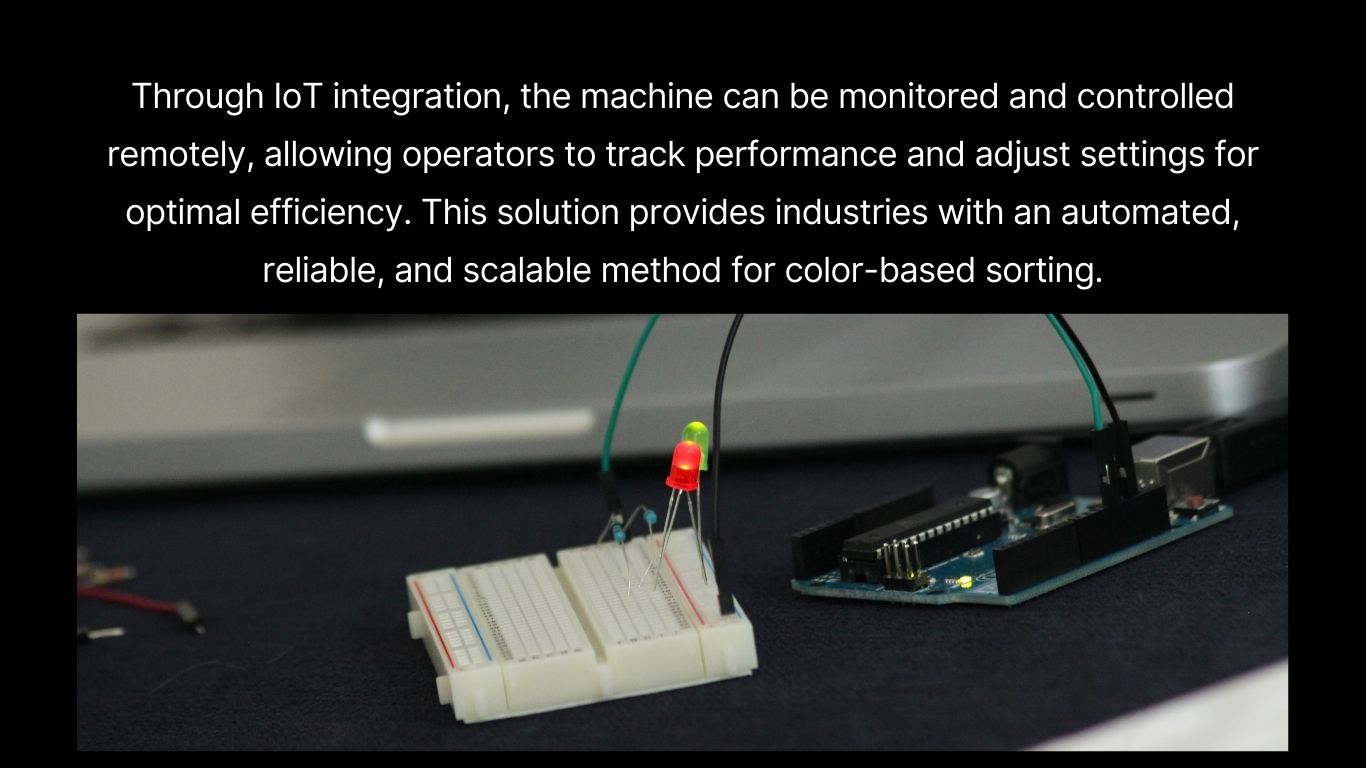 Through IoT integration, the machine can be monitored and controlled
remotely, allowing operators to track performance and adjust settings for
optimal efficiency. This solution provides industries with an automated,
reliable, and scalable method for color-based sorting.